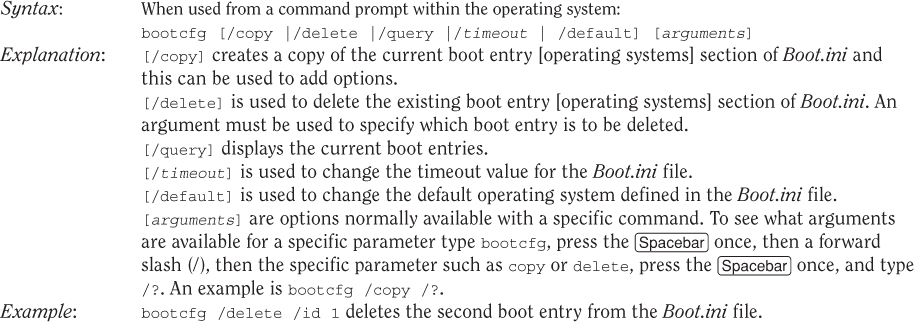 Syntax: When used from a command prompt within the operating system:
bootcfg [/copy |/delete |/query |/timeout | /default] [arguments]
Explanation: [/copy] creates a copy of the current boot entry [operating systems] section of Boot.ini and
this can be used to add options.
[/delete] is used to delete the existing boot entry [operating systems] section of Boot.ini. An
argument must be used to specify which boot entry is to be deleted.
[/query] displays the current boot entries.
[/timeout] is used to change the timeout value for the Boot.ini file.
[/default] is used to change the default operating system defined in the Boot.ini file.
[arguments] are options normally available with a specific command. To see what arguments
are available for a specific parameter type bootcfg, press the Spacebar once, then a forward
slash (/), then the specific parameter such as copy or delete, press the Spacebar once, and type
/?. An example is bootcfg /copy /?.
Example: bootcfg /delete /id 1 deletes the second boot entry from the Boot.ini file.